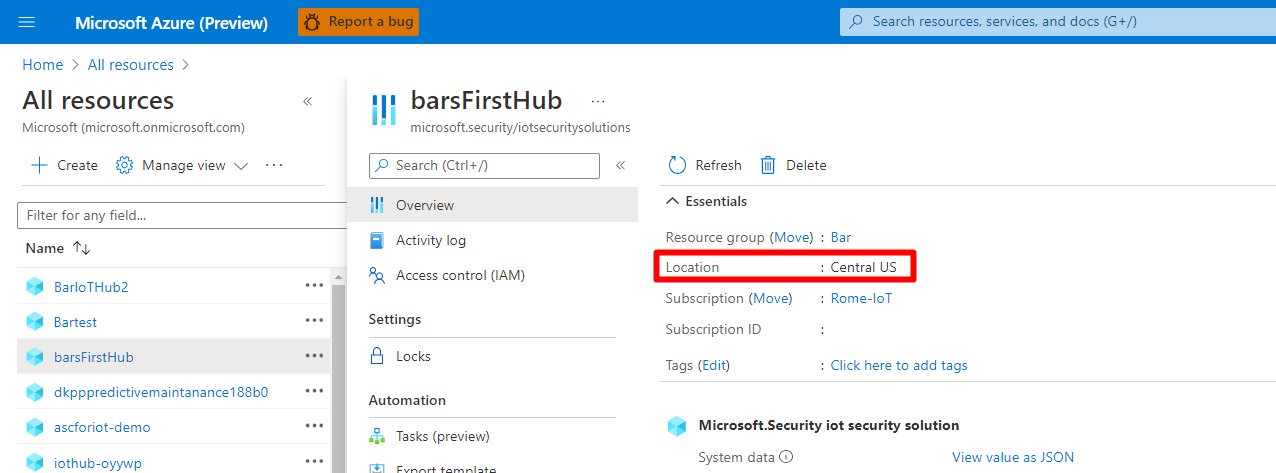 Microsoft Azure (Preview)
Report a bug
Search resources, services, and docs (G+/)
Home > All resources >
All resources
«
Microsoft (microsoft.onmicrosoft.com)
+ Create
Manage view
...
Filter for any field...
Name ↑↓
BarIoTHub2 ...
Bartest ...
barsFirstHub ...
dkpppredictivemaintanance188b0 ...
ascforiot-demo ...
iothub-oyywp ...
barsFirstHub ...
microsoft.security/iotsecuritysolutions
Search (Ctrl+/)
«
Overview
Activity log
Access control (IAM)
Settings
Locks
Automation
Tasks (preview)
Export template
Refresh
Delete
Essentials
Resource group (Move) : Bar
Location : Central US
Subscription (Move) : Rome-IoT
Subscription ID :
Tags (Edit) : Click here to add tags
Microsoft.Security iot security solution
System data
View value as JSON